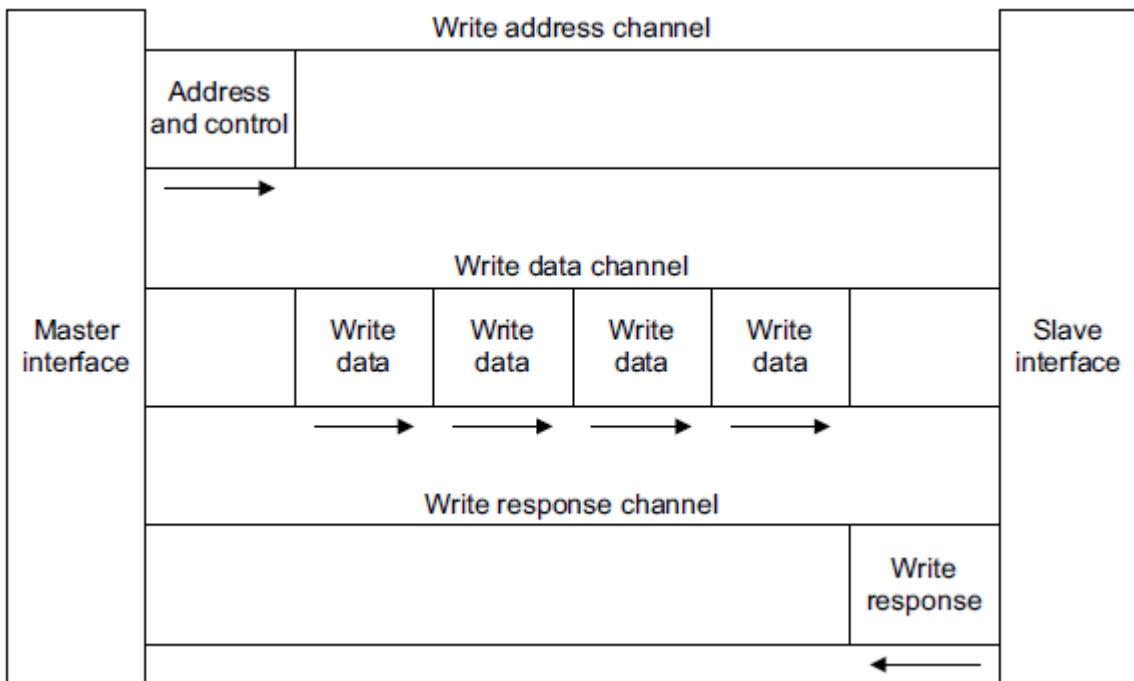 Write address channel
Address
and control
Write data channel
Master
interface
Write
data
Write
data
Write
data
Write
data
Slave
interface
Write response channel
Write
response